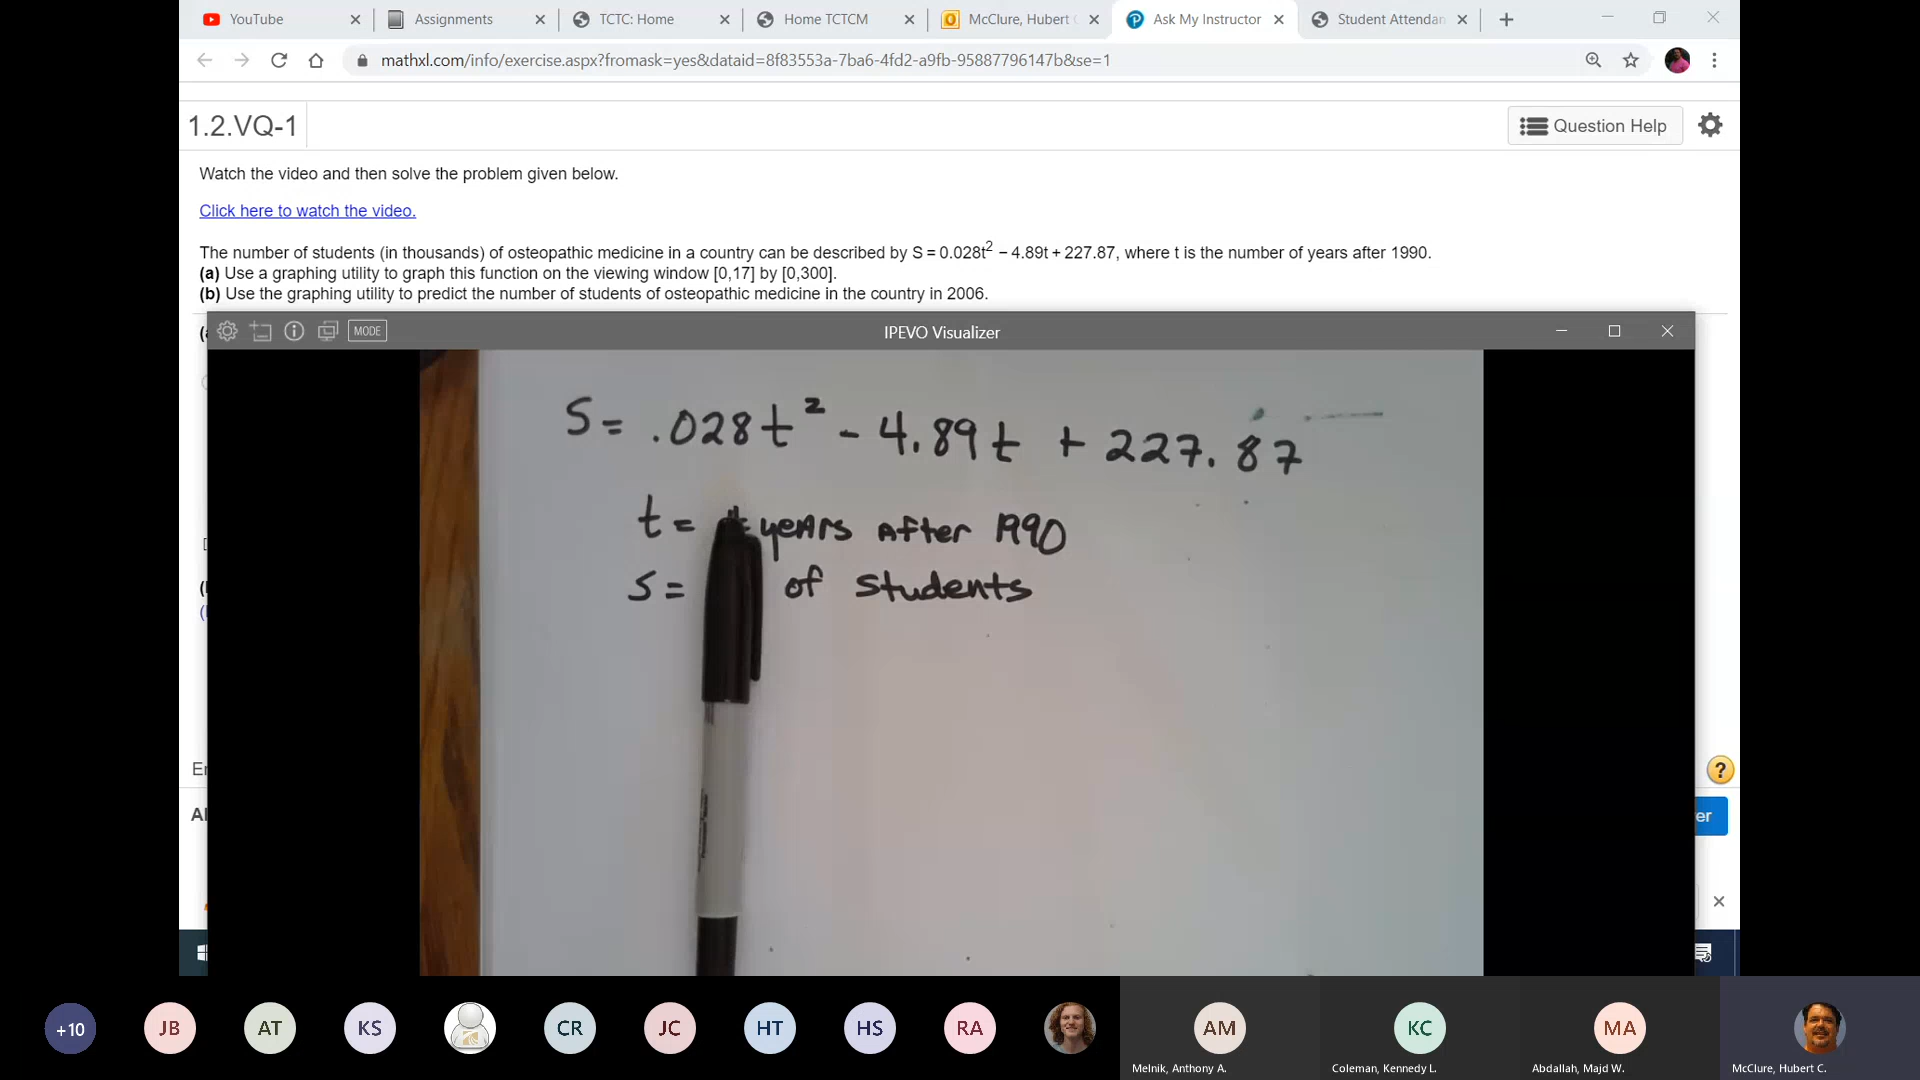 YouTube
Assignments
TCTC: Home
Home TCTCM
McClure, Hubert
Ask My Instructor
Student Attendan
mathxl.com/info/exercise.aspx?fromask=yes&dataid=8f83553a-7ba6-4fd2-a9fb-95887796147b&se=1
1.2.VQ-1
Question Help
Watch the video and then solve the problem given below.
Click here to watch the video.
The number of students (in thousands) of osteopathic medicine in a country can be described by S = 0.028t² − 4.89t + 227.87, where t is the number of years after 1990.
(a) Use a graphing utility to graph this function on the viewing window [0,17] by [0,300].
(b) Use the graphing utility to predict the number of students of osteopathic medicine in the country in 2006.
MODE
IPEVO Visualizer
S = .028t² - 4.89t + 227.87
t = years After 1990
S = of students
?
er
+10
JB
AT
KS
CR
JC
HT
HS
RA
AM
KC
MA
Melnik, Anthony A.
Coleman, Kennedy L.
Abdallah, Majd W.
McClure, Hubert C.